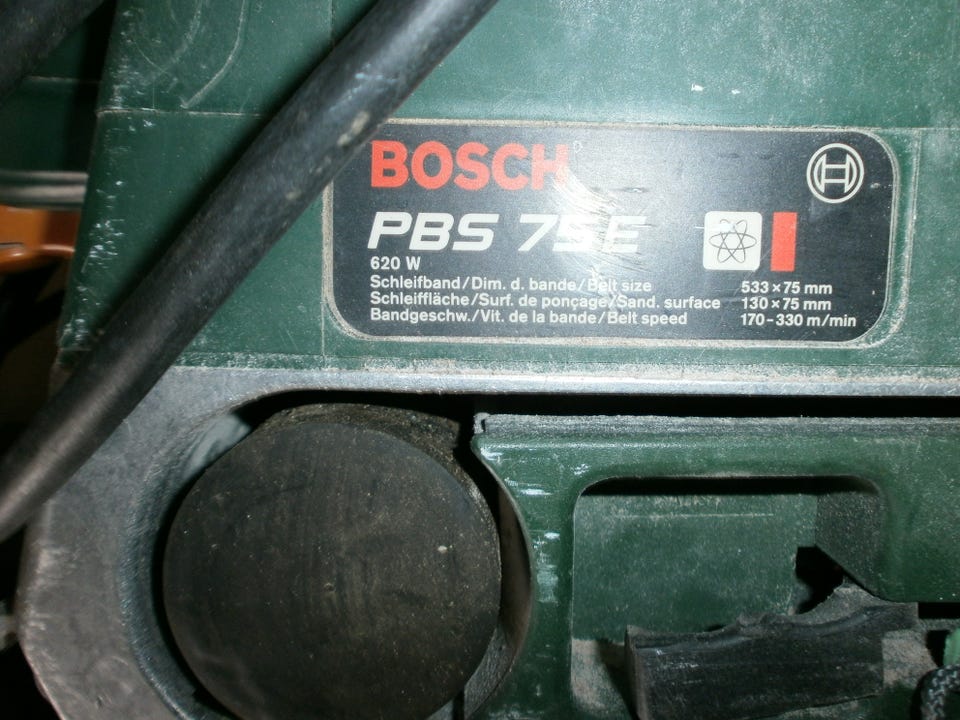 BOSCH
PBS 75 E
620 W
Schleifband/Dim. d. bande/Belt size 533 x 75 mm
Schleiffläche/Surf. de ponçage/Sand. surface 130 x 75 mm
Bandgeschw./Vit. de la bande/Belt speed 170-330 m/min